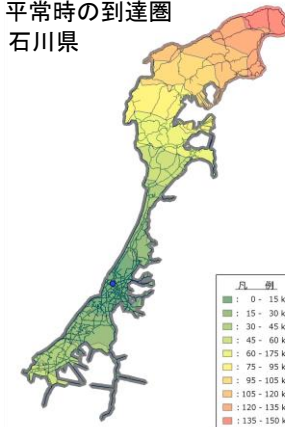 平常時の到達圏
石川県
凡 例
: 0 - 15 k
: 15 - 30 k
: 30 - 45 k
: 45 - 60 k
: 60 - 175 k
: 75 - 95 k
: 95 - 105 k
: 105 - 120 k
: 120 - 135 k
: 135 - 150 k